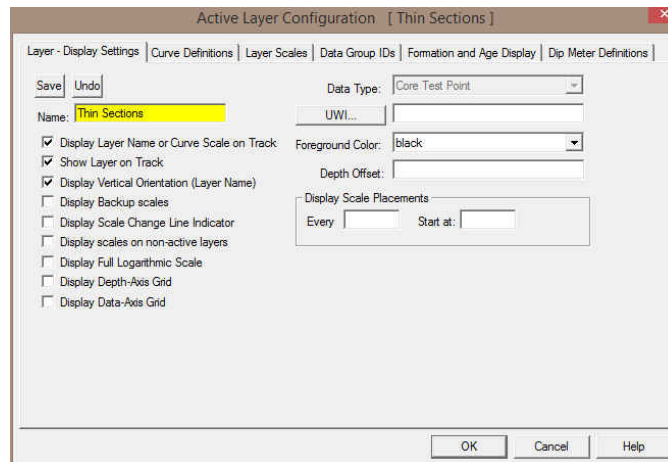 Active Layer Configuration [ Thin Sections ]
Layer - Display Settings Curve Definitions Layer Scales Data Group IDs Formation and Age Display Dip Meter Definitions
Save Undo
Name: Thin Sections
Display Layer Name or Curve Scale on Track
Show Layer on Track
Display Vertical Orientation (Layer Name)
Display Backup scales
Display Scale Change Line Indicator
Display scales on non-active layers
Display Full Logarithmic Scale
Display Depth-Axis Grid
Display Data-Axis Grid
Data Type: Core Test Point
UWI...
Foreground Color: black
Depth Offset:
Display Scale Placements
Every Start at:
OK Cancel Help